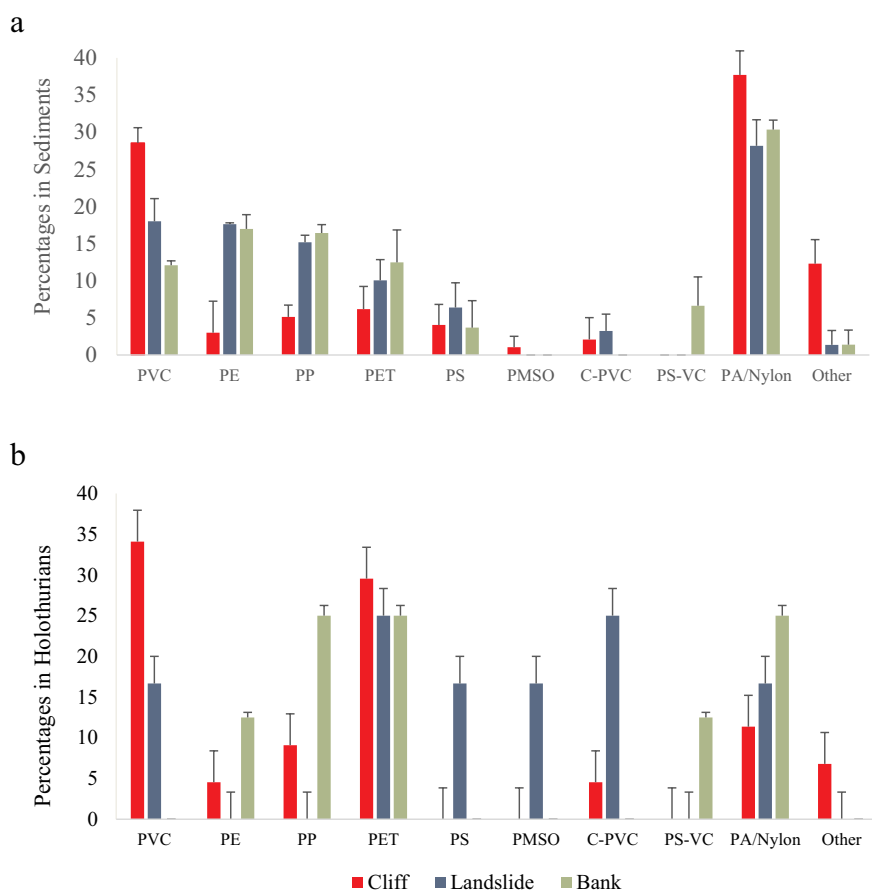 a
Percentages in Sediments
40
35
30
25
20
15
10
5
0
PVC PE PP PET PS PMSO C-PVC PS-VC PA/Nylon Other
b
Percentages in Holothurians
40
35
30
25
20
15
10
5
0
PVC PE PP PET PS PMSO C-PVC PS-VC PA/Nylon Other
Cliff Landslide Bank